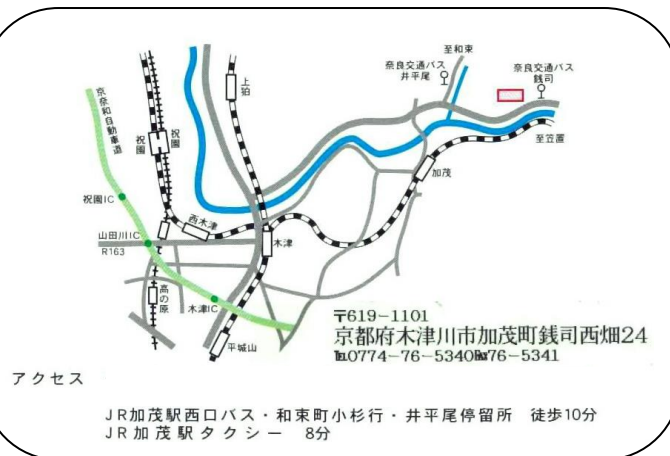 至和束
奈良交通バス
井平尾
奈良交通バス
銭司
上狛
京奈和自動車道
祝園
祝園
至笠置
加茂
祝園IC
西木津
山田川IC
R163
木津
高の原
木津IC
平城山
〒619-1101
京都府木津川市加茂町銭司西畑24
℡0774-76-5340℻76-5341
アクセス
JR加茂駅西口バス・和束町小杉行・井平尾停留所　徒歩10分
JR加茂駅タクシー　8分